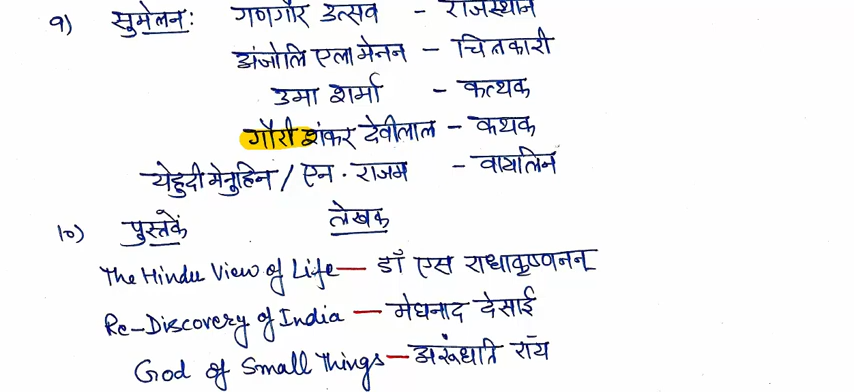 9) सुमेलन: गणगौर उत्सव - राजस्थान
अंजोलि एला मेनन - चित्रकारी
उमा शर्मा - कत्थक
गौरी शंकर देवीलाल - कथक
येहुदी मेनुहिन / एन. राजम - वायलिन
10) पुस्तकें लेखक
The Hindu View of Life - डॉ एस राधाकृष्णनन्
Re-Discovery of India - मेघनाद देसाई
God of Small Things - अरूंधति रॉय